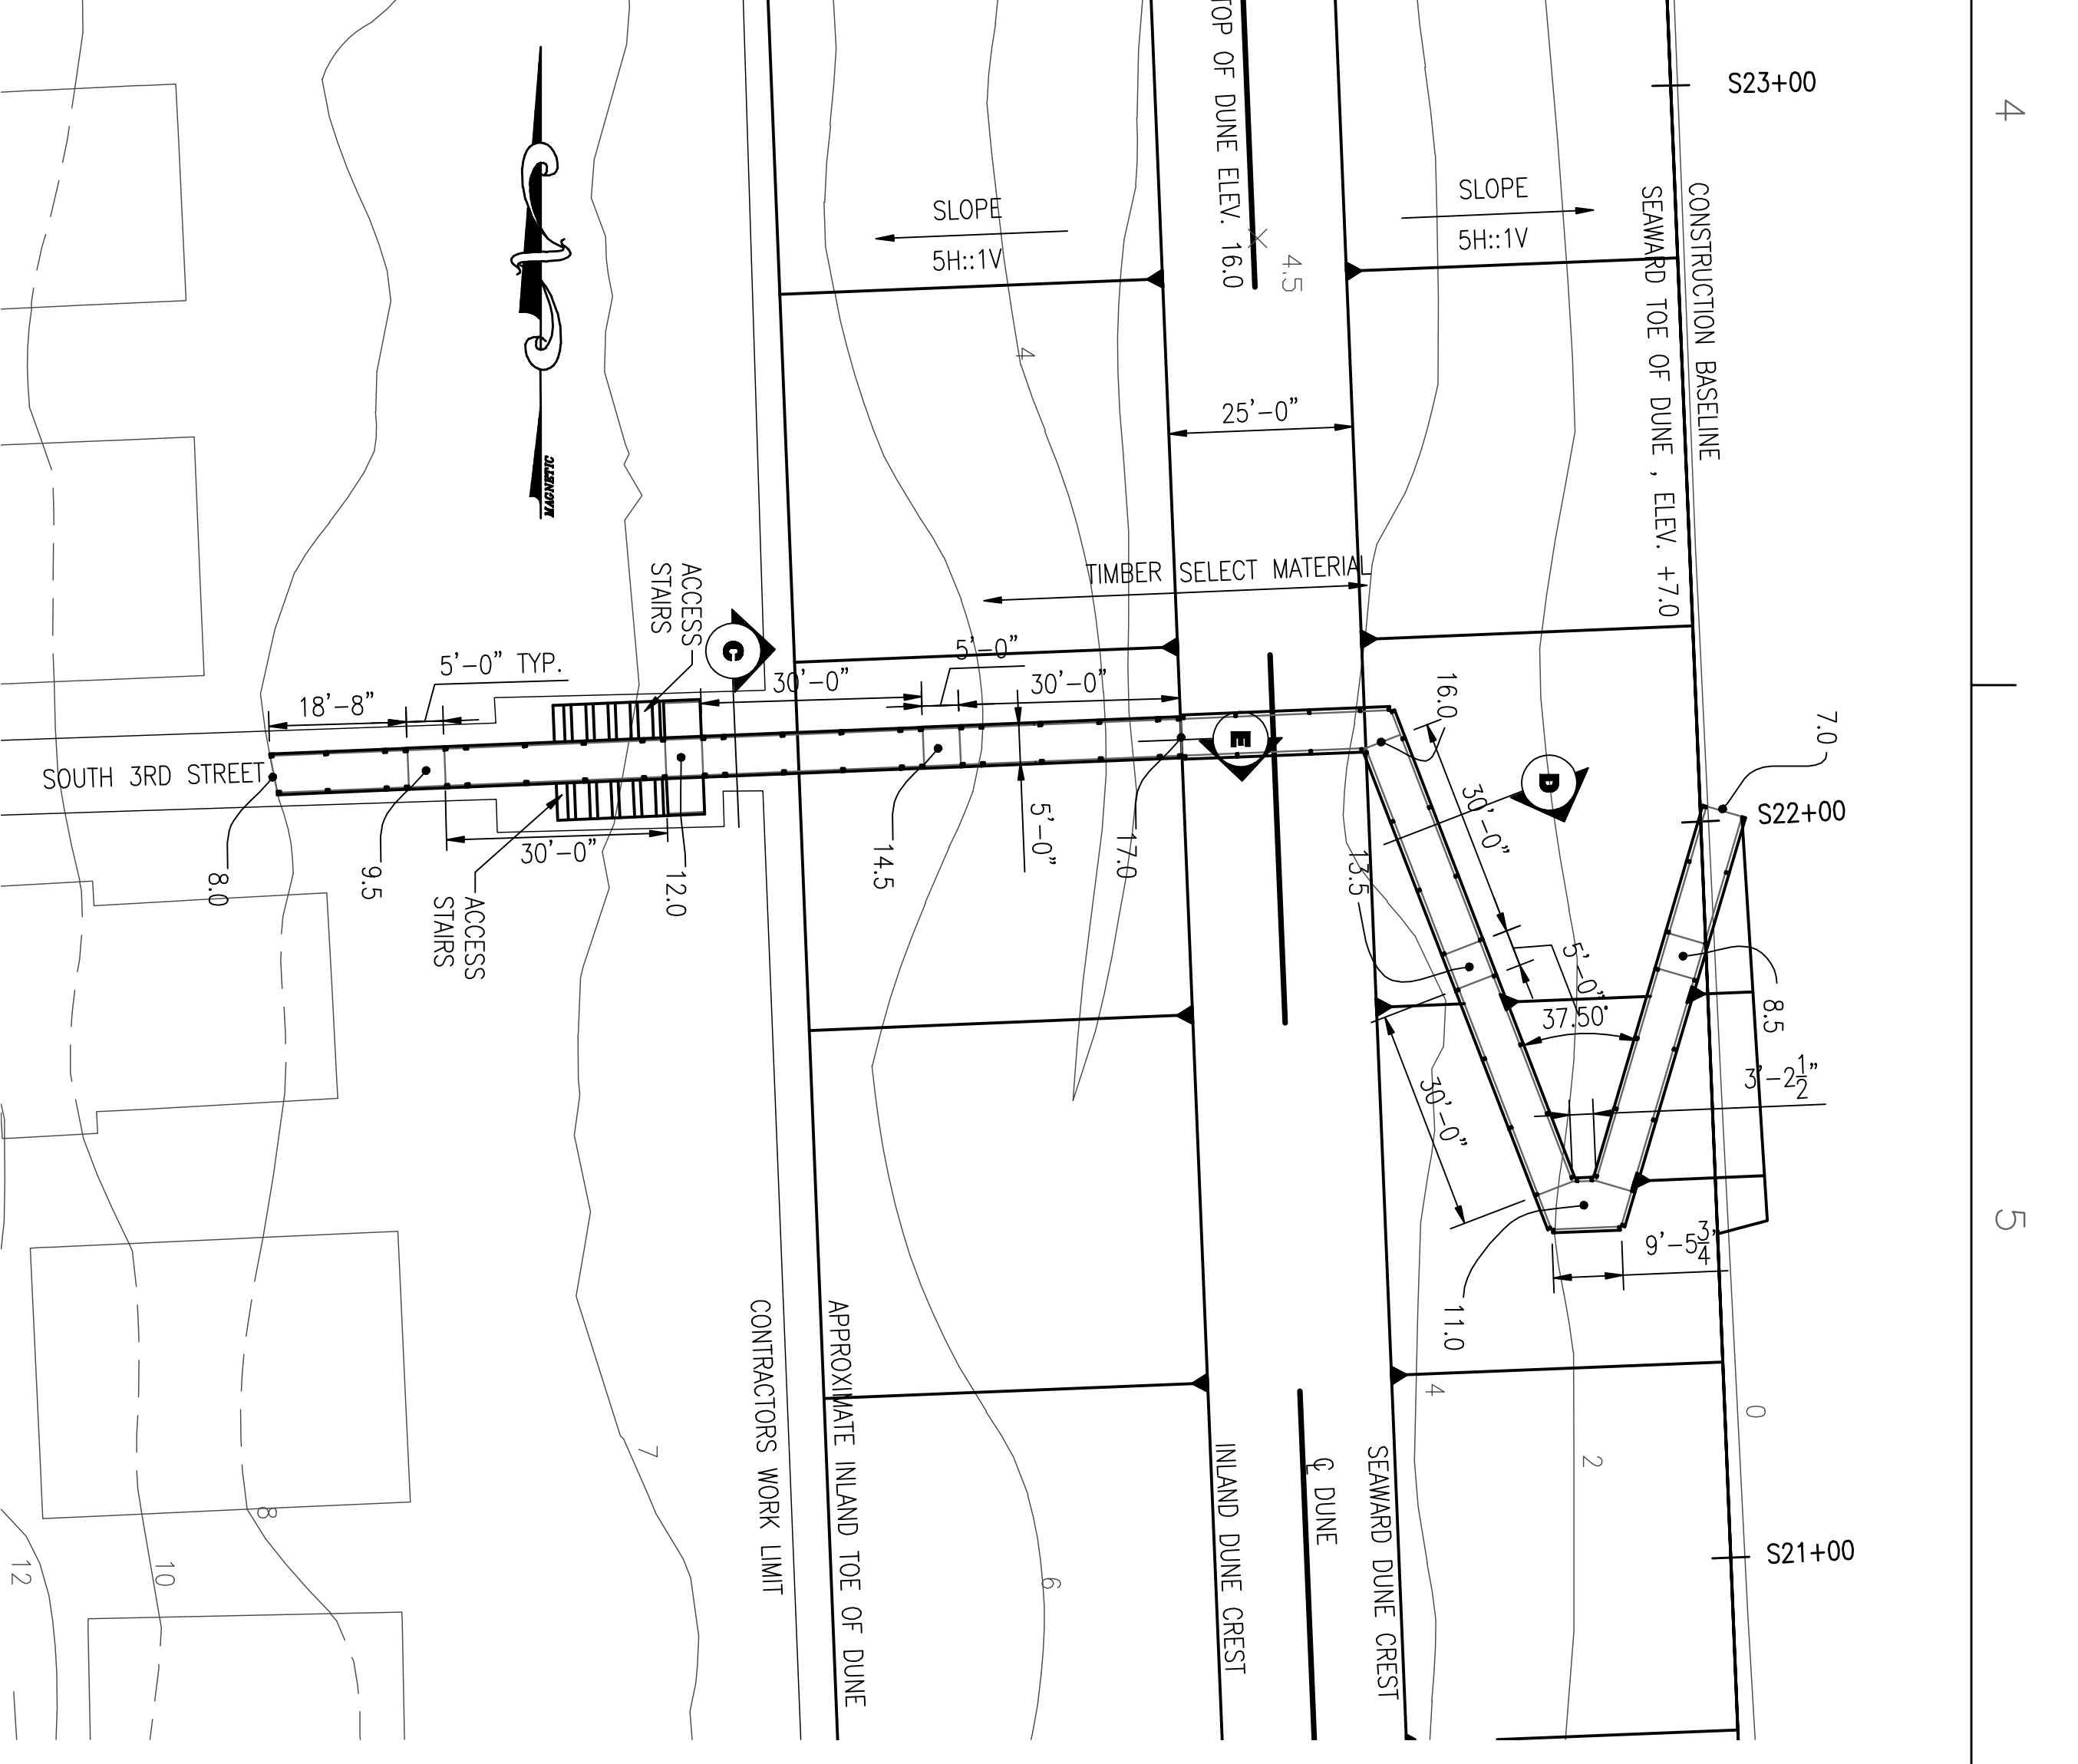 4
S23+00
TOP OF DUNE ELEV. 16.0
4.5
SLOPE
5H::1V
SLOPE
5H::1V
CONSTRUCTION BASELINE
SEAWARD TOE OF DUNE , ELEV. +7.0
MAGNETIC
4
25'-0"
TIMBER SELECT MATERIAL
ACCESS
STAIRS
C
5'-0" TYP.
18'-8"
30'-0"
5'-0"
30'-0"
16.0
7.0
E
D
S22+00
SOUTH 3RD STREET
30'-0"
5'-0"
30'-0"
8.0
9.5
12.0
14.5
17.0
13.5
ACCESS
STAIRS
5'-0"
37.50°
8.5
3'-2 1/2"
30'-0"
9'-5 3/4"
11.0
5
CONTRACTORS WORK LIMIT
APPROXIMATE INLAND TOE OF DUNE
INLAND DUNE CREST
℄ DUNE
SEAWARD DUNE CREST
4
0
2
7
8
10
12
6
S21+00